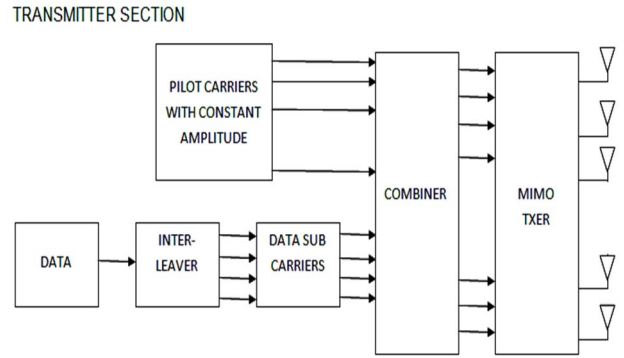 TRANSMITTER SECTION
PILOT CARRIERS
WITH CONSTANT
AMPLITUDE
COMBINER
MIMO
TXER
DATA
INTER-
LEAVER
DATA SUB
CARRIERS